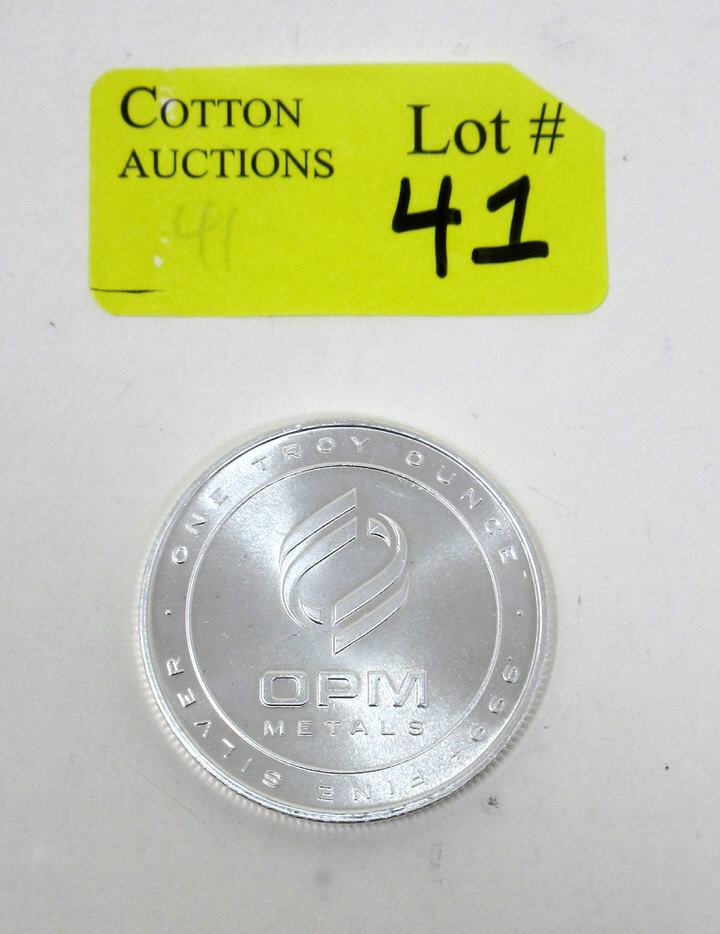 COTTON
AUCTIONS
Lot #
41
41
ONE TROY OUNCE · .999+ FINE SILVER ·
OPM
METALS